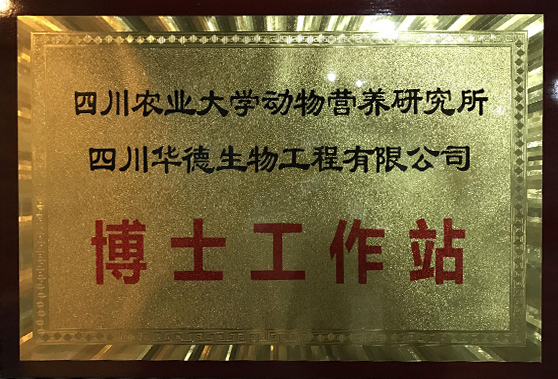 四川农业大学动物营养研究所
四川华德生物工程有限公司
博士工作站